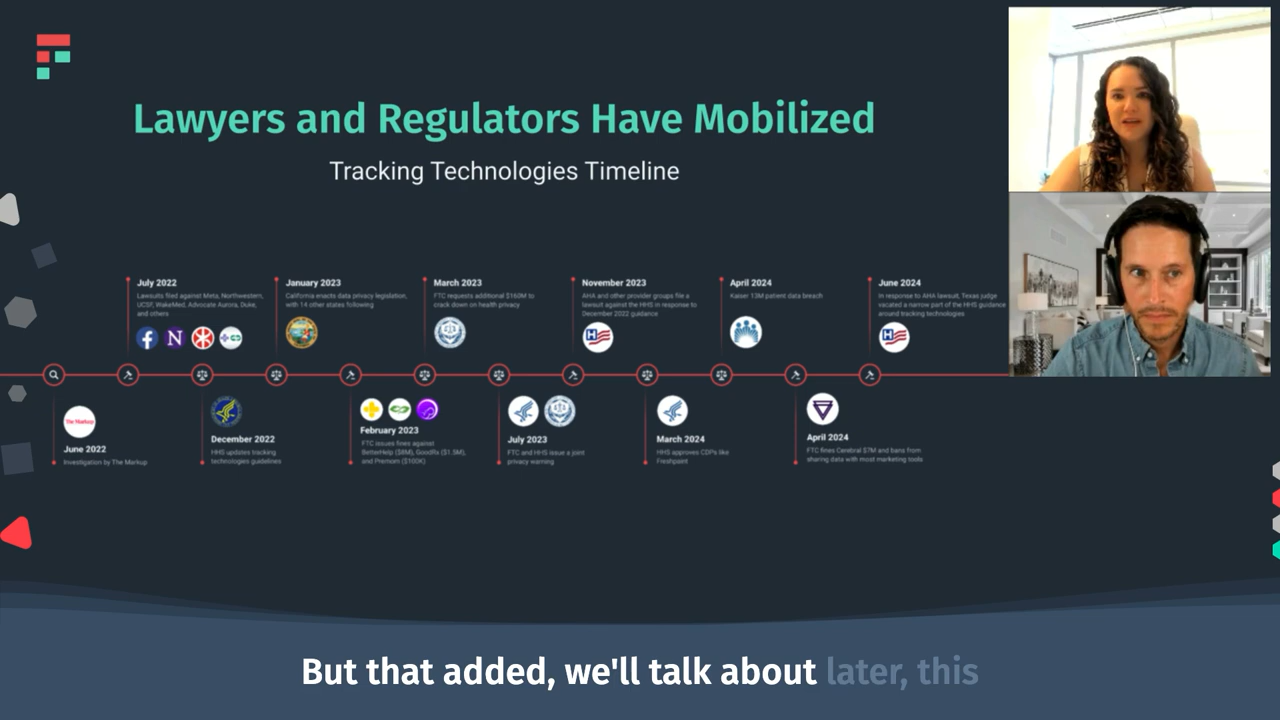 Lawyers and Regulators Have Mobilized
Tracking Technologies Timeline
July 2022
Lawsuits filed against Meta, Northwestern,
UCSF, WakeMed, Advocate Aurora, Duke,
and others
January 2023
California enacts data privacy legislation,
with 14 other states following
March 2023
FTC requests additional $160M to
crack down on health privacy
November 2023
AHA and other provider groups file a
lawsuit against the HHS in response to
December 2022 guidance
April 2024
Kaiser 13M patient data breach
June 2024
In response to AHA lawsuit, Texas judge
vacated a narrow part of the HHS guidance
around tracking technologies
The Markup
June 2022
Investigation by The Markup
December 2022
HHS updates tracking
technologies guidelines
February 2023
FTC issues fines against
BetterHelp ($8M), GoodRx ($1.5M),
and Premom ($100K)
July 2023
FTC and HHS issue a joint
privacy warning
March 2024
HHS approves CDPs like
Freshpaint
April 2024
FTC fines Cerebral $7M and bans from
sharing data with most marketing tools
But that added, we'll talk about later, this